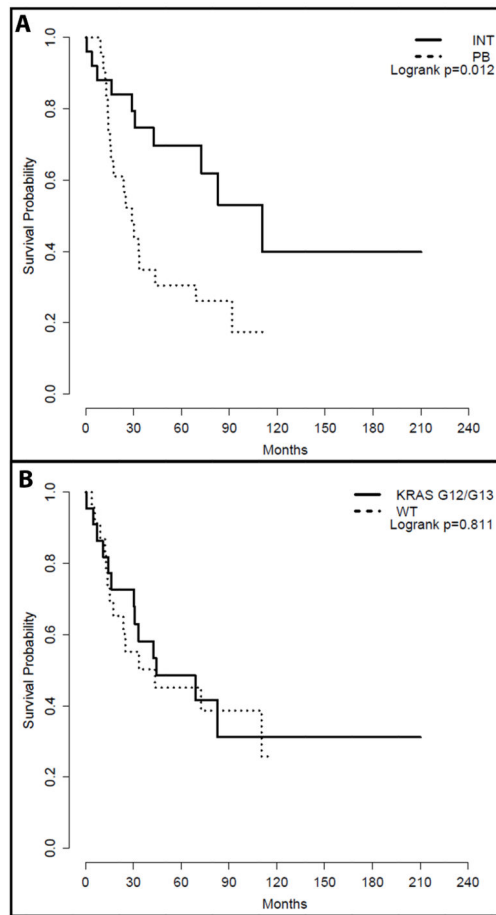 A
INT
PB
Logrank p=0.012
Survival Probability
1.0
0.8
0.6
0.4
0.2
0.0
0 30 60 90 120 150 180 210 240
Months
B
KRAS G12/G13
WT
Logrank p=0.811
Survival Probability
1.0
0.8
0.6
0.4
0.2
0.0
0 30 60 90 120 150 180 210 240
Months